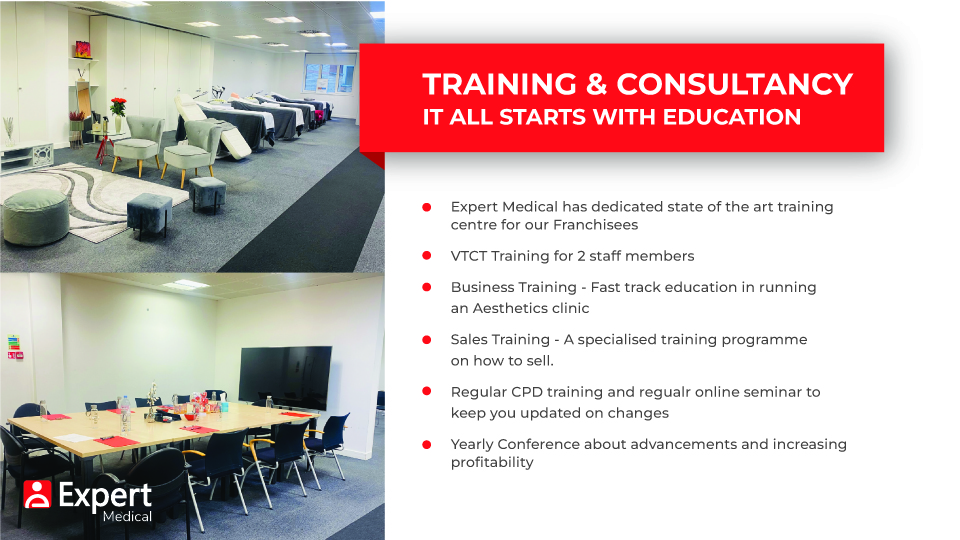 TRAINING & CONSULTANCY
IT ALL STARTS WITH EDUCATION
Expert Medical has dedicated state of the art training
centre for our Franchisees
VTCT Training for 2 staff members
Business Training - Fast track education in running
an Aesthetics clinic
Sales Training - A specialised training programme
on how to sell.
Regular CPD training and regualr online seminar to
keep you updated on changes
Yearly Conference about advancements and increasing
profitability
Expert
Medical